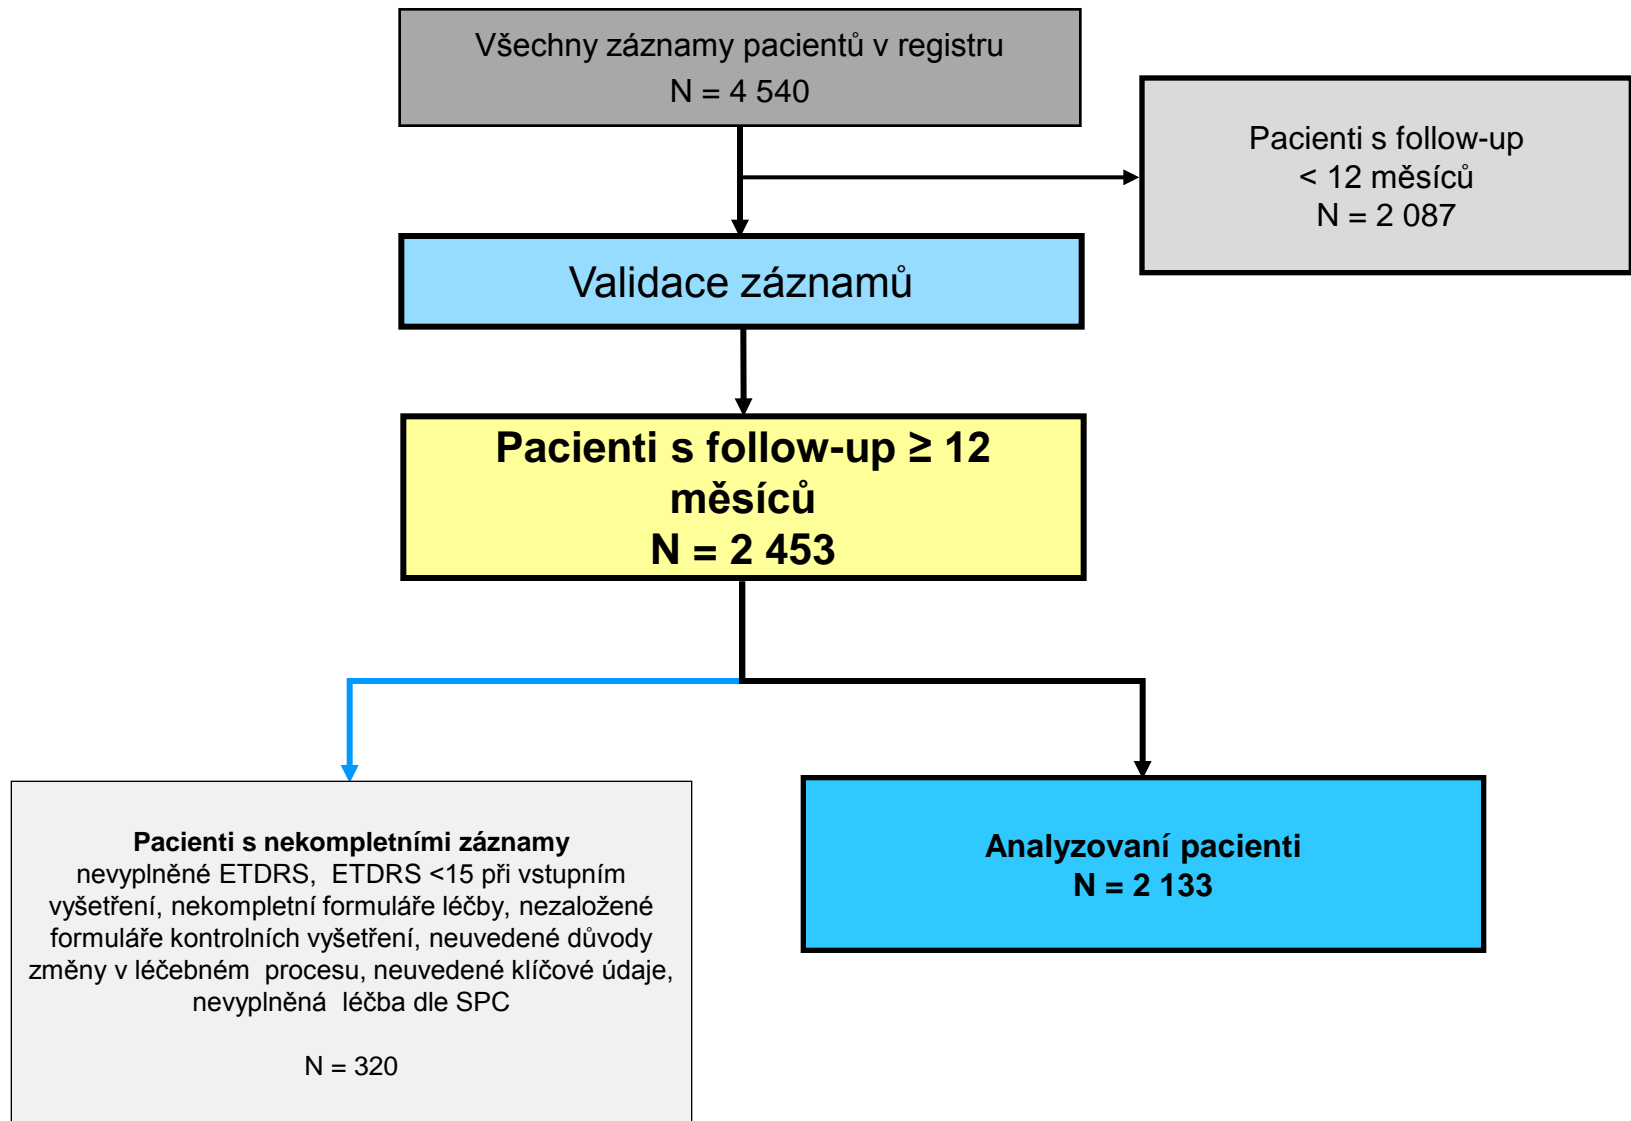 Všechny záznamy pacientů v registru
N = 4 540
Pacienti s follow-up
< 12 měsíců
N = 2 087
Validace záznamů
Pacienti s follow-up ≥ 12
měsíců
N = 2 453
Pacienti s nekompletními záznamy
nevyplněné ETDRS, ETDRS <15 při vstupním
vyšetření, nekompletní formuláře léčby, nezaložené
formuláře kontrolních vyšetření, neuvedené důvody
změny v léčebném procesu, neuvedené klíčové údaje,
nevyplněná léčba dle SPC
N = 320
Analyzovaní pacienti
N = 2 133